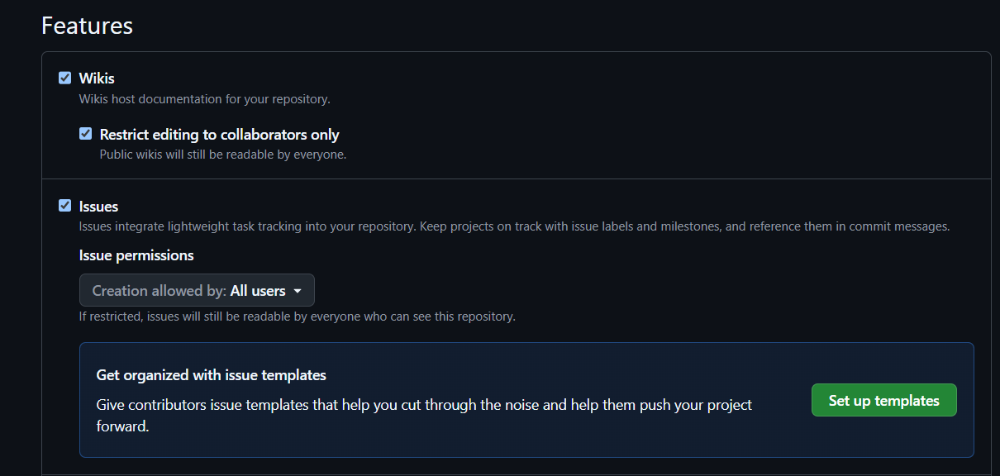 Features
Wikis
Wikis host documentation for your repository.
Restrict editing to collaborators only
Public wikis will still be readable by everyone.
Issues
Issues integrate lightweight task tracking into your repository. Keep projects on track with issue labels and milestones, and reference them in commit messages.
Issue permissions
Creation allowed by: All users
If restricted, issues will still be readable by everyone who can see this repository.
Get organized with issue templates
Give contributors issue templates that help you cut through the noise and help them push your project
forward.
Set up templates